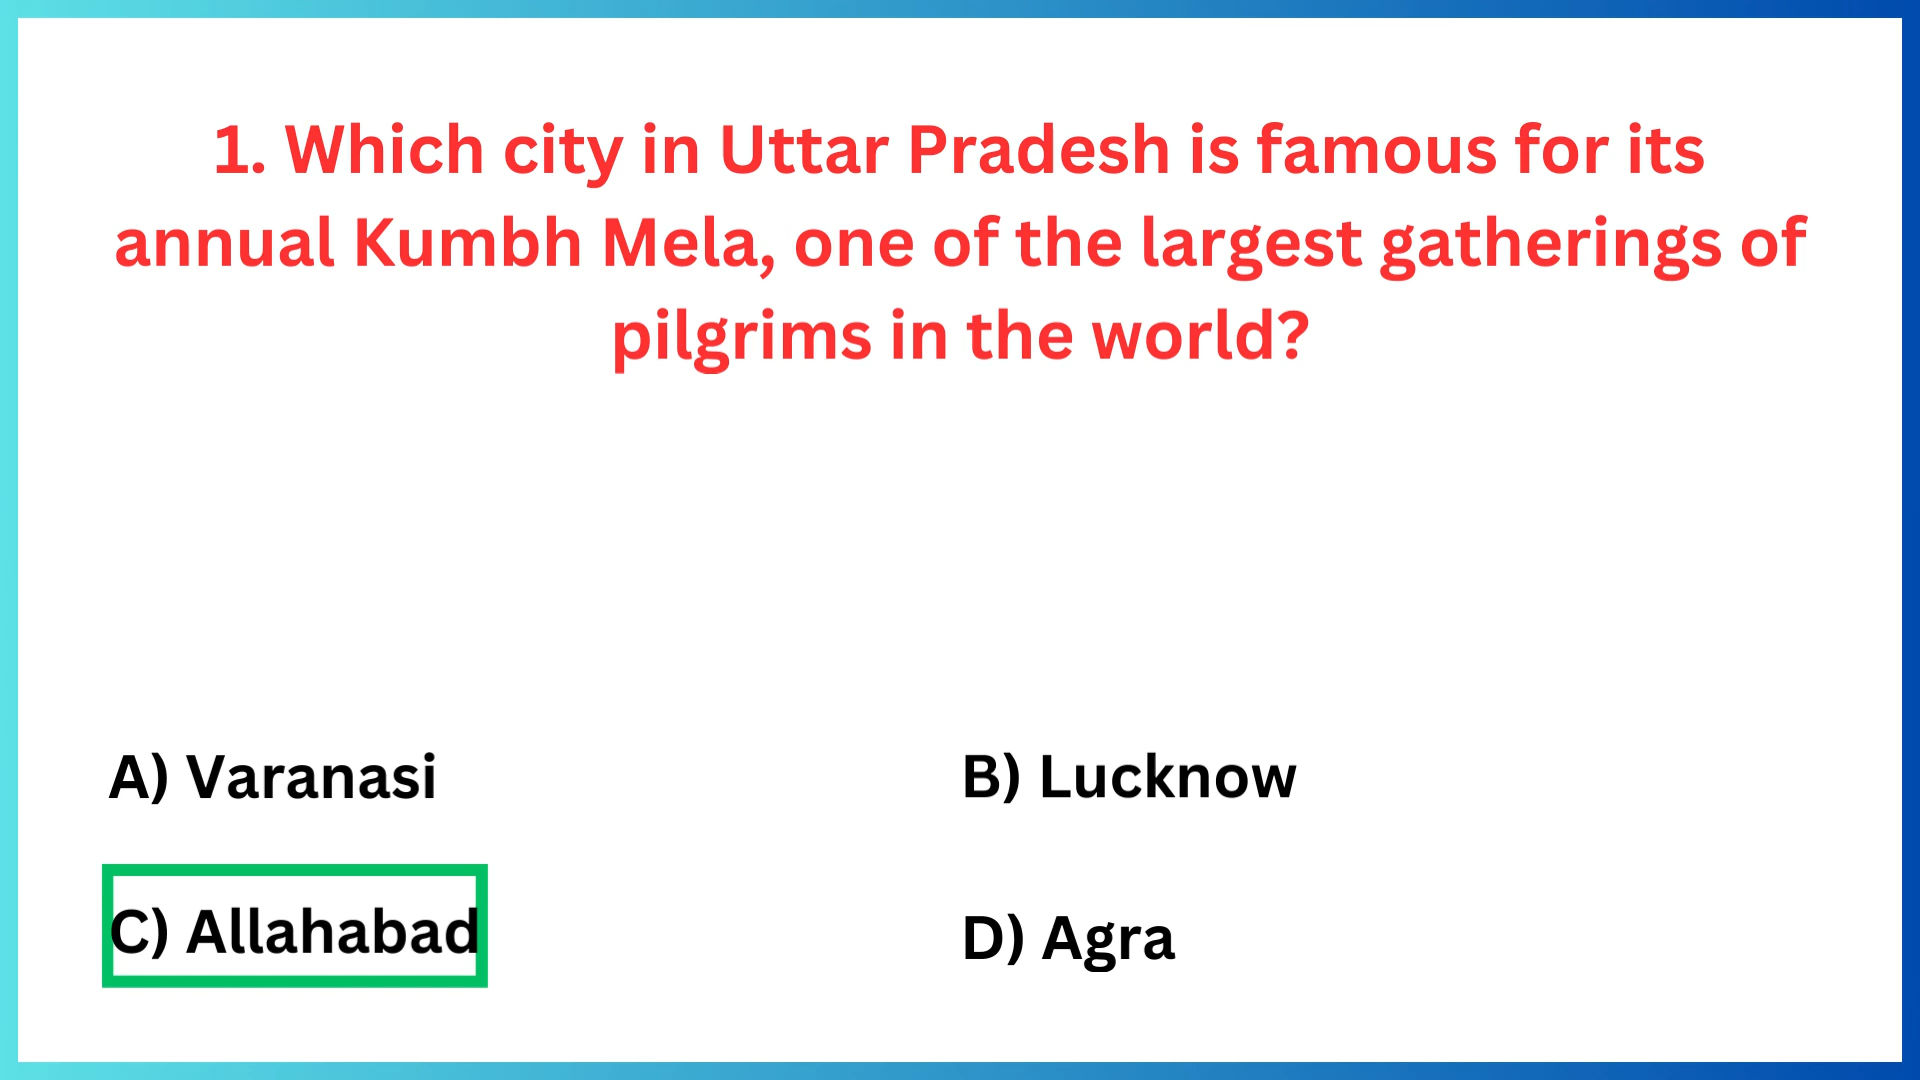 1. Which city in Uttar Pradesh is famous for its
annual Kumbh Mela, one of the largest gatherings of
pilgrims in the world?
A) Varanasi
B) Lucknow
C) Allahabad
D) Agra